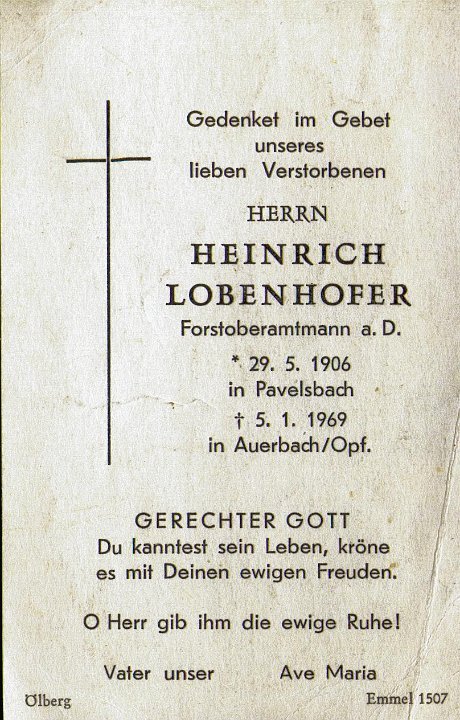 Gedenket im Gebet
unseres
lieben Verstorbenen
HERRN
HEINRICH
LOBENHOFER
Forstoberamtmann a. D.
* 29. 5. 1906
in Pavelsbach
† 5. 1. 1969
in Auerbach/Opf.
GERECHTER GOTT
Du kanntest sein Leben, kröne
es mit Deinen ewigen Freuden.
O Herr gib ihm die ewige Ruhe!
Vater unser Ave Maria
Ölberg Emmel 1507